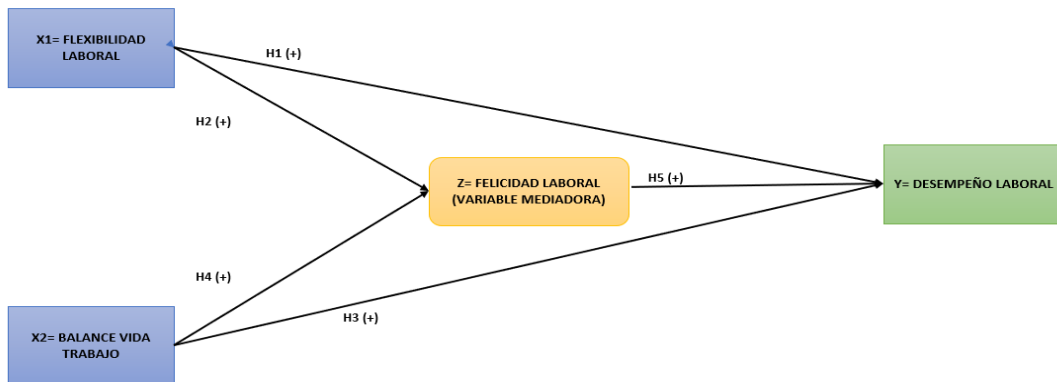 X1= FLEXIBILIDAD
LABORAL
H1 (+)
H2 (+)
Z= FELICIDAD LABORAL
(VARIABLE MEDIADORA)
H5 (+)
Y= DESEMPEÑO LABORAL
H4 (+)
H3 (+)
X2= BALANCE VIDA
TRABAJO